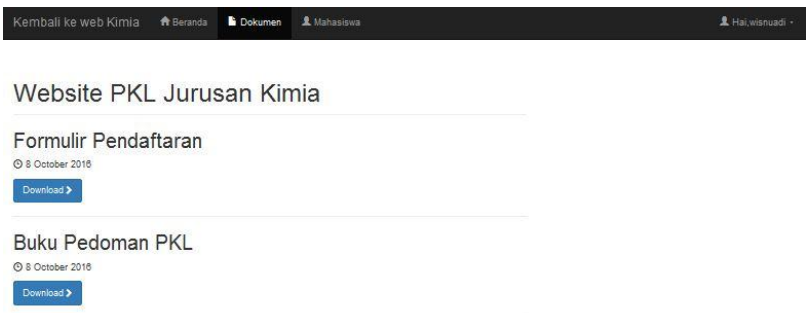 Kembali ke web Kimia Beranda Dokumen Mahasiswa Hai,wisnuadi
Website PKL Jurusan Kimia
Formulir Pendaftaran
8 October 2016
Download
Buku Pedoman PKL
8 October 2016
Download